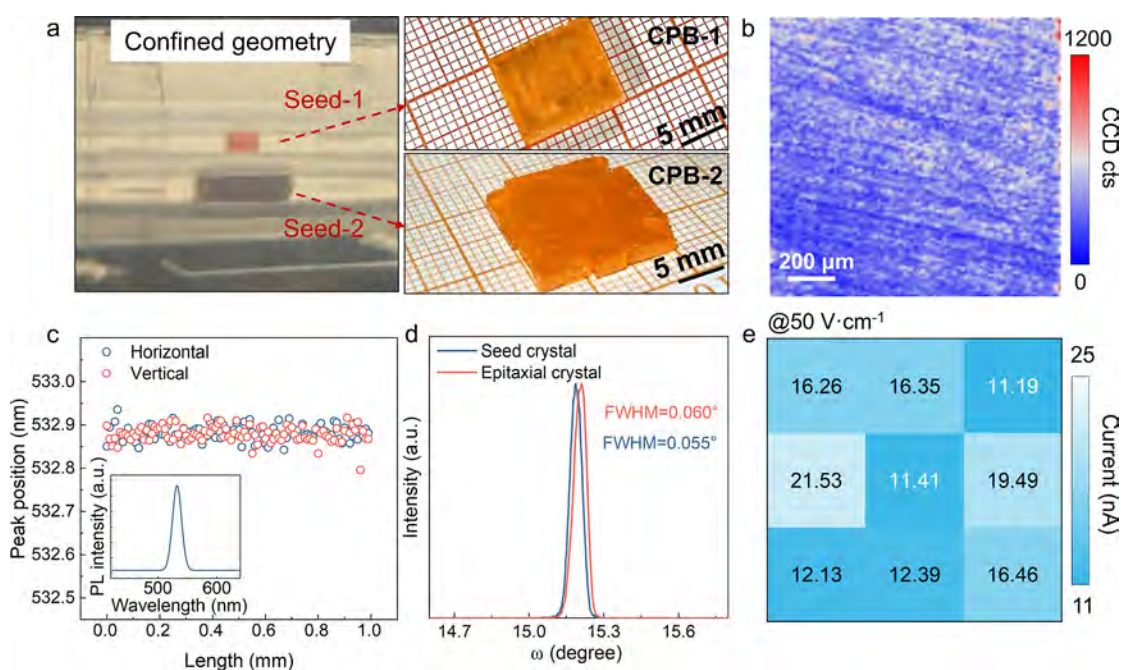 a
Confined geometry
Seed-1
Seed-2
CPB-1
5 mm
CPB-2
5 mm
b
200 μm
1200
CCD cts
0
c
Horizontal
Vertical
Peak position (nm)
533.0
532.9
532.8
532.7
532.6
532.5
0.0 0.2 0.4 0.6 0.8 1.0
Length (mm)
PL intensity (a.u.)
500 600
Wavelength (nm)
d
Seed crystal
Epitaxial crystal
FWHM=0.060°
FWHM=0.055°
Intensity (a.u.)
14.7 15.0 15.3 15.6
ω (degree)
@50 V·cm⁻¹
e
16.26 16.35 11.19
21.53 11.41 19.49
12.13 12.39 16.46
25
Current (nA)
11